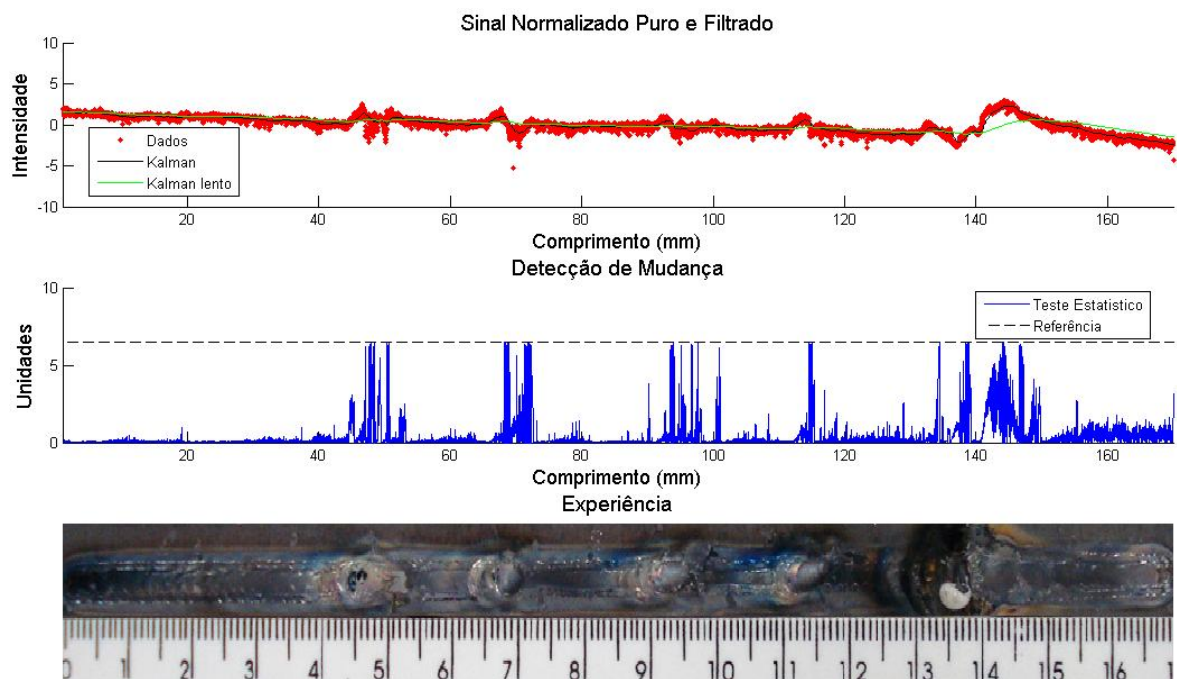 Sinal Normalizado Puro e Filtrado
Intensidade
10
5
0
-5
-10
Dados
Kalman
Kalman lento
20 40 60 80 100 120 140 160
Comprimento (mm)
Detecção de Mudança
Unidades
10
5
0
Teste Estatistico
Referência
20 40 60 80 100 120 140 160
Comprimento (mm)
Experiência
0 1 2 3 4 5 6 7 8 9 10 11 12 13 14 15 16 1